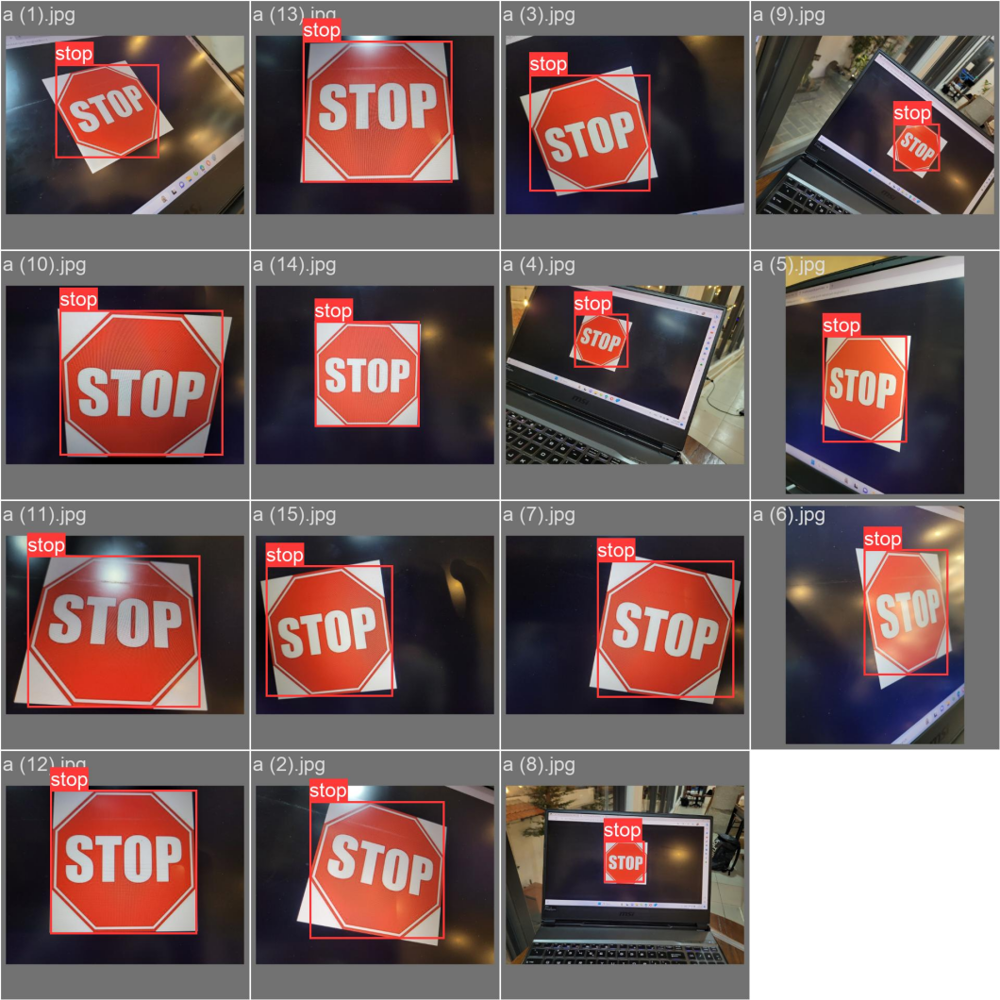 a (1).jpg
stop
STOP
a (13).jpg
stop
STOP
a (3).jpg
stop
STOP
a (9).jpg
stop
STOP
a (10).jpg
stop
STOP
a (14).jpg
stop
STOP
a (4).jpg
stop
STOP
msi
a (5).jpg
stop
STOP
a (11).jpg
stop
STOP
a (15).jpg
stop
STOP
a (7).jpg
stop
STOP
a (6).jpg
stop
STOP
a (12).jpg
stop
STOP
a (2).jpg
stop
STOP
a (8).jpg
stop
STOP
msi